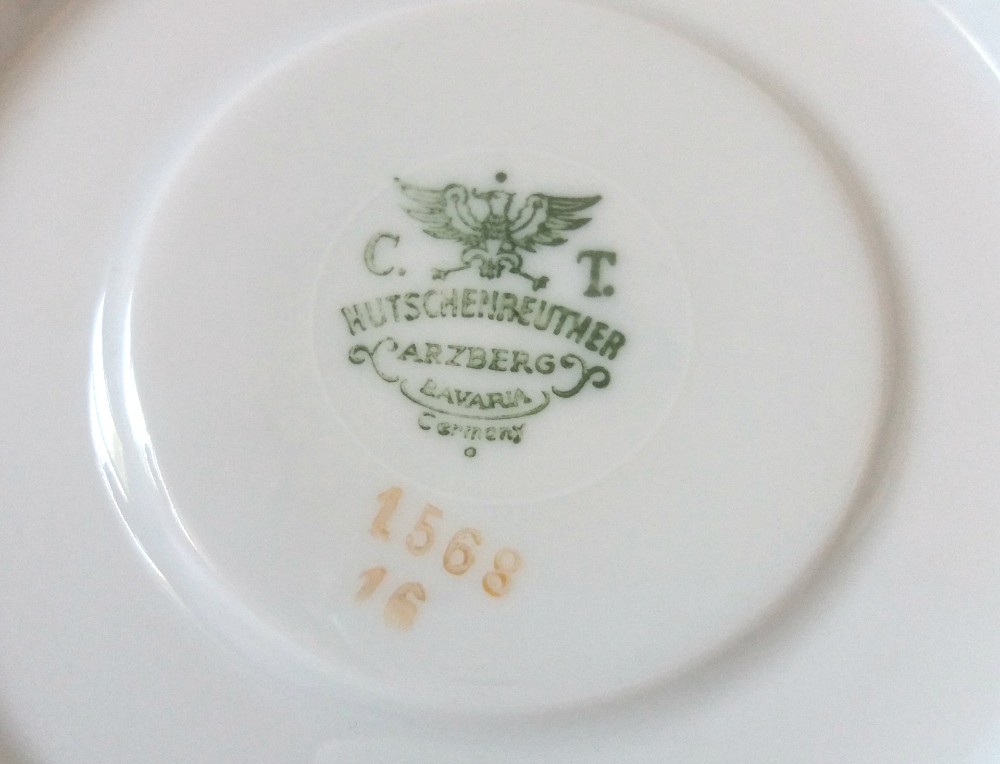 C. T.
HUTSCHENREUTHER
ARZBERG
BAVARIA
Germany
1568
16